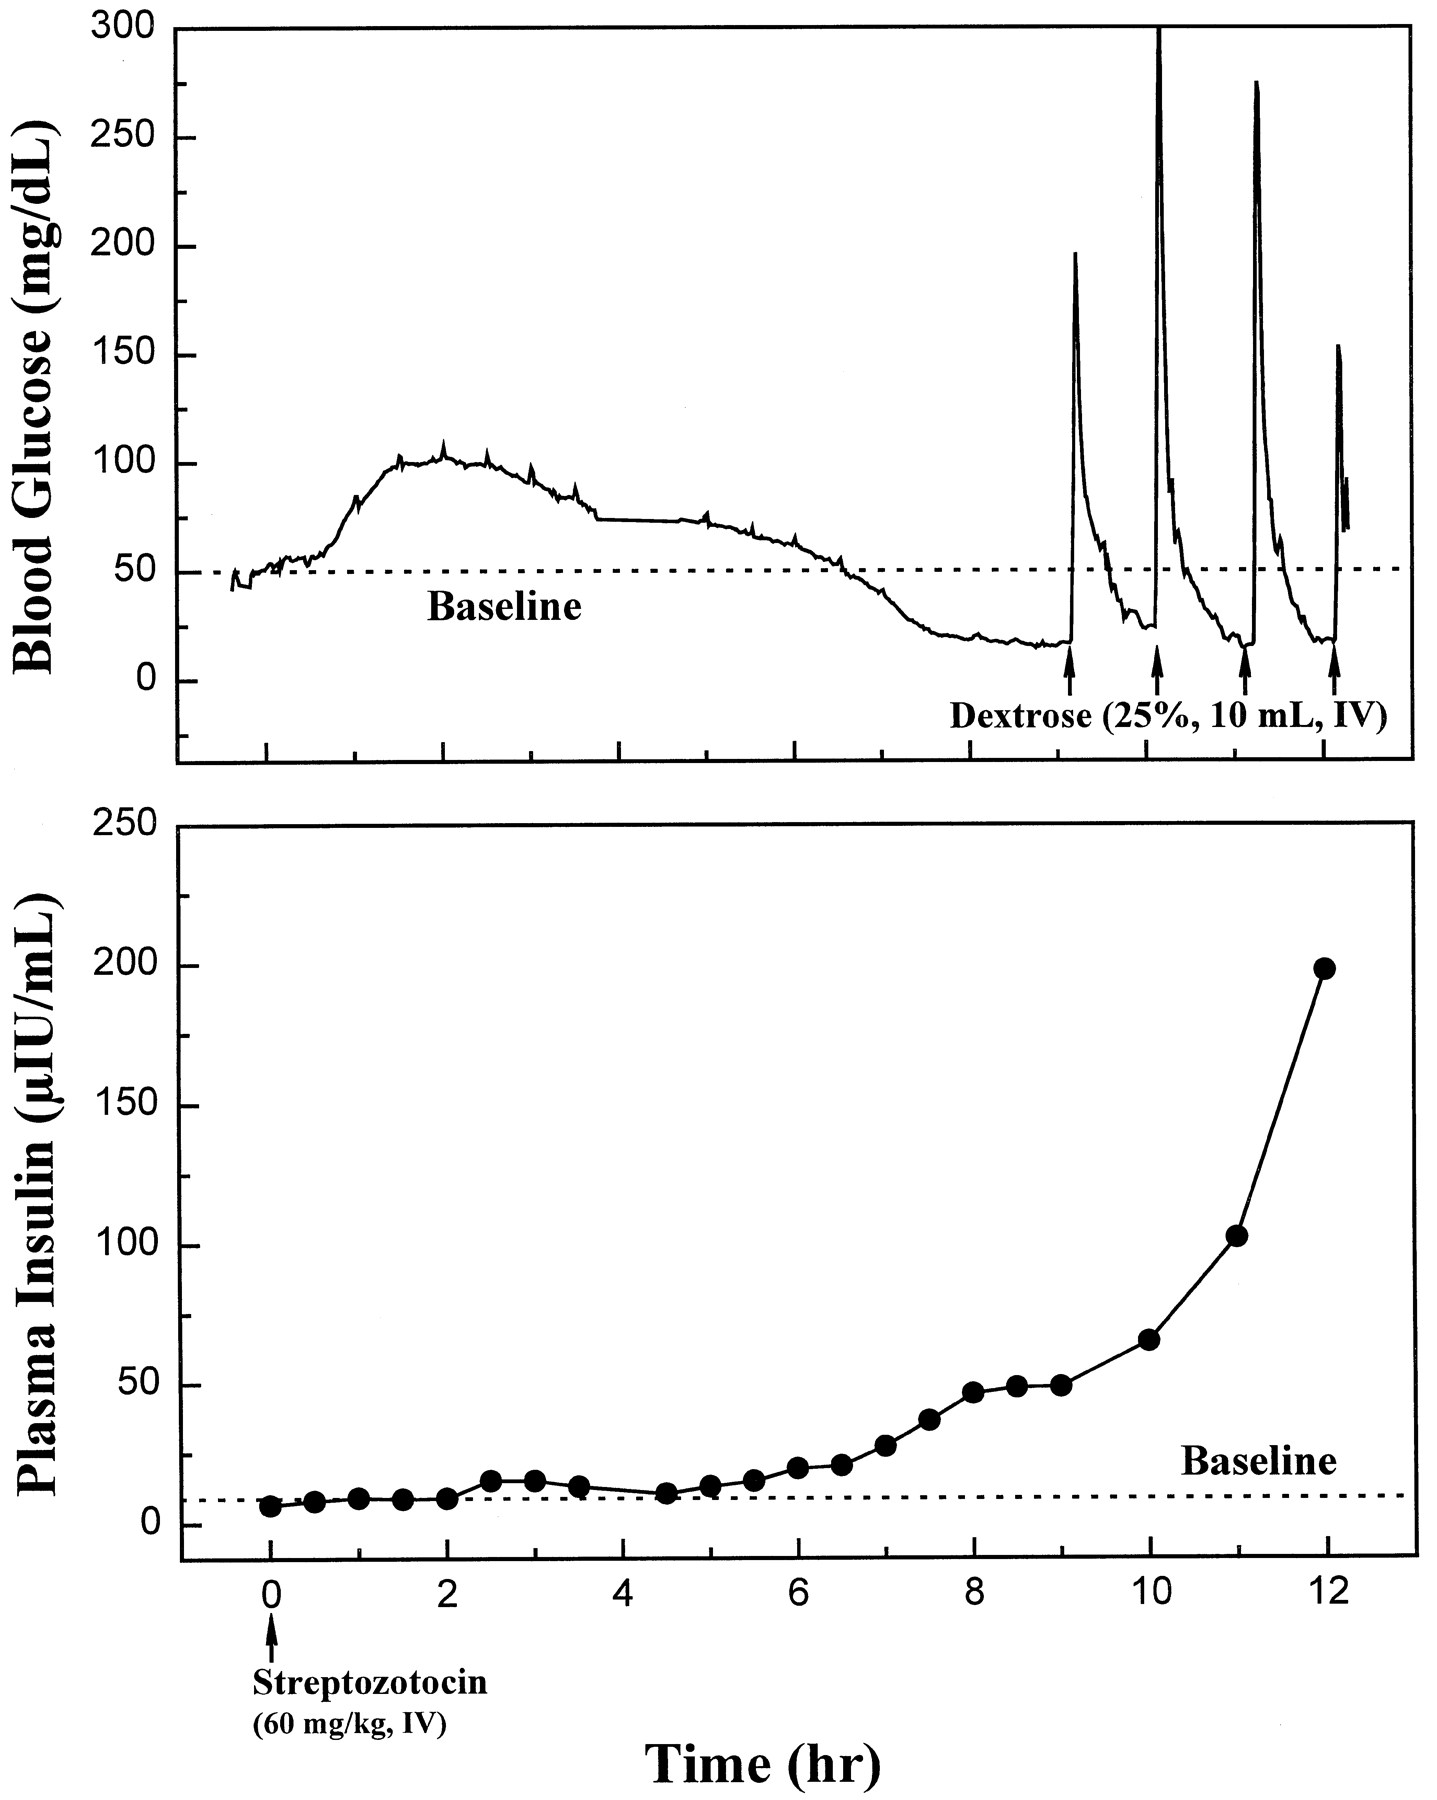 Blood Glucose (mg/dL)
300
250
200
150
100
50
0
Baseline
Dextrose (25%, 10 mL, IV)
Plasma Insulin (µIU/mL)
250
200
150
100
50
0
Baseline
0 2 4 6 8 10 12
Streptozotocin
(60 mg/kg, IV)
Time (hr)